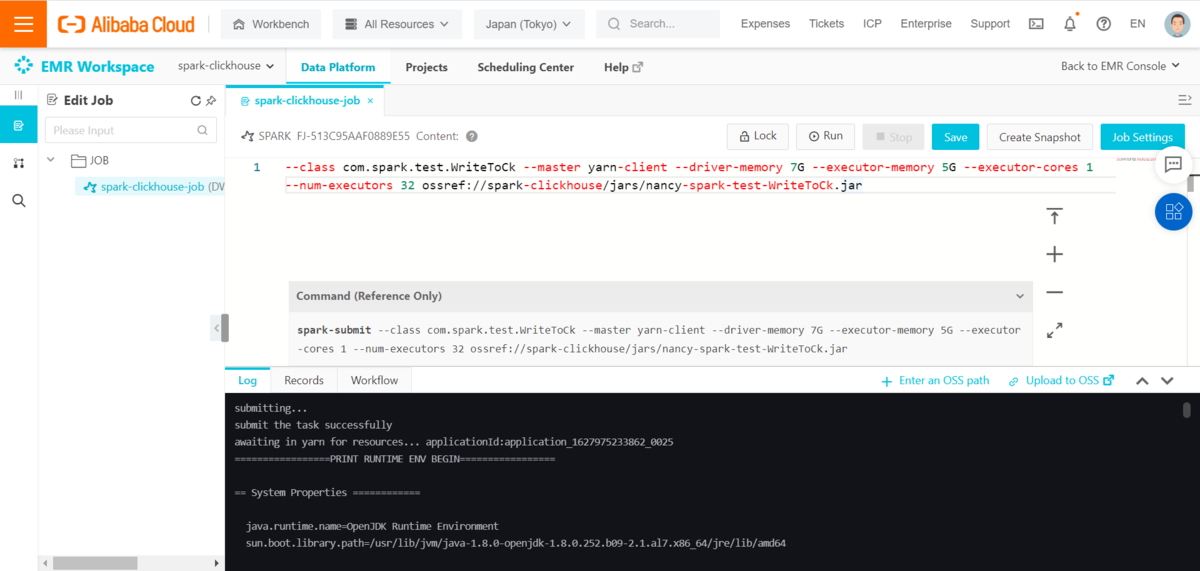 Alibaba Cloud
Workbench
All Resources
Japan (Tokyo)
Search...
Expenses
Tickets
ICP
Enterprise
Support
EN
EMR Workspace
spark-clickhouse
Data Platform
Projects
Scheduling Center
Help
Back to EMR Console
Edit Job
Please Input
JOB
spark-clickhouse-job (DV
spark-clickhouse-job ×
SPARK FJ-513C95AAF0889E55 Content:
Lock
Run
Stop
Save
Create Snapshot
Job Settings
1 --class com.spark.test.WriteToCk --master yarn-client --driver-memory 7G --executor-memory 5G --executor-cores 1
--num-executors 32 ossref://spark-clickhouse/jars/nancy-spark-test-WriteToCk.jar
Command (Reference Only)
spark-submit --class com.spark.test.WriteToCk --master yarn-client --driver-memory 7G --executor-memory 5G --executor
-cores 1 --num-executors 32 ossref://spark-clickhouse/jars/nancy-spark-test-WriteToCk.jar
Log
Records
Workflow
Enter an OSS path
Upload to OSS
submitting...
submit the task successfully
awaiting in yarn for resources... applicationId:application_1627975233862_0025
=================PRINT RUNTIME ENV BEGIN=================
== System Properties ============
java.runtime.name=OpenJDK Runtime Environment
sun.boot.library.path=/usr/lib/jvm/java-1.8.0-openjdk-1.8.0.252.b09-2.1.al7.x86_64/jre/lib/amd64